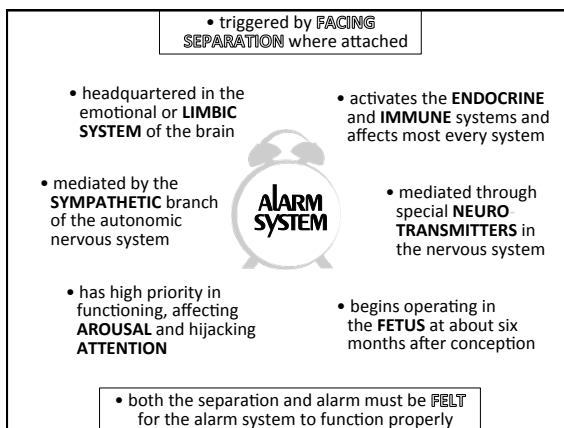 • triggered by FACING
SEPARATION where attached
• headquartered in the
emotional or LIMBIC
SYSTEM of the brain
• activates the ENDOCRINE
and IMMUNE systems and
affects most every system
• mediated by the
SYMPATHETIC branch
of the autonomic
nervous system
ALARM
SYSTEM
• mediated through
special NEURO-
TRANSMITTERS in
the nervous system
• has high priority in
functioning, affecting
AROUSAL and hijacking
ATTENTION
• begins operating in
the FETUS at about six
months after conception
• both the separation and alarm must be FELT
for the alarm system to function properly